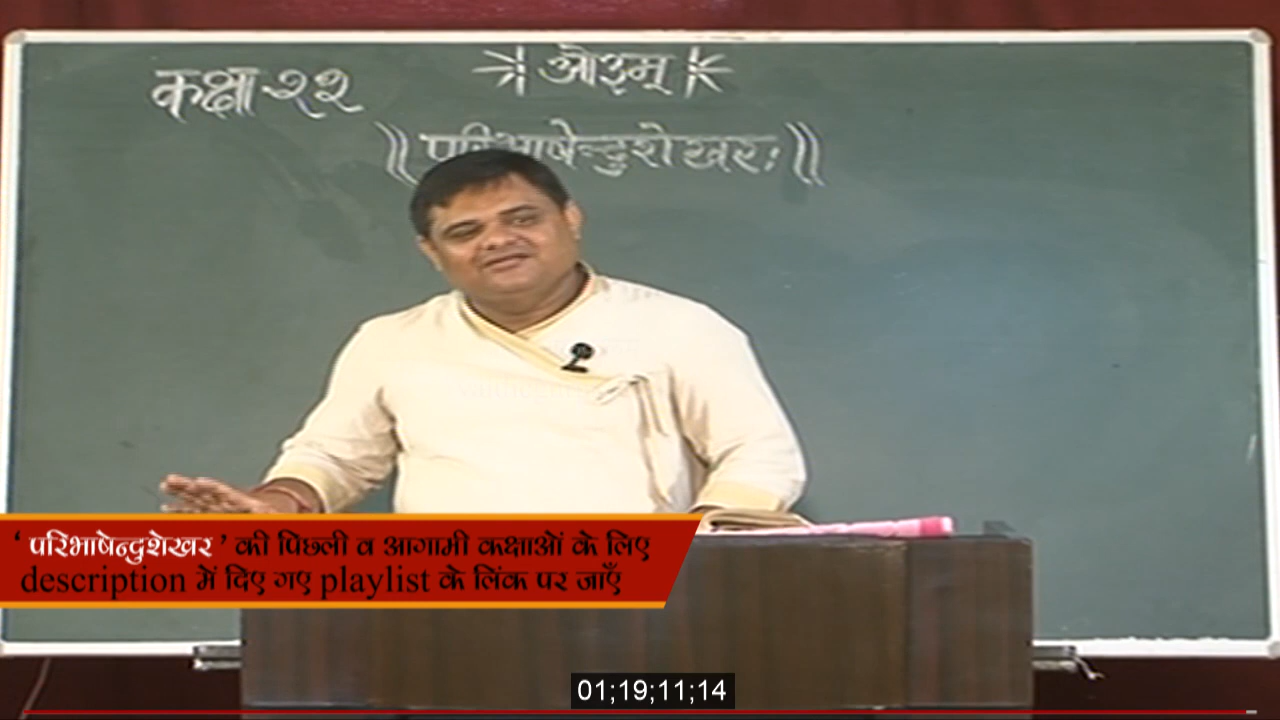 ओ३म्
कक्षा-२२
॥ परिभाषेन्दुशेखरः ॥
‘ परिभाषेन्दुशेखर ’ की पिछली व आगामी कक्षाओं के लिए
description में दिए गए playlist के लिंक पर जाएँ
01;19;11;14